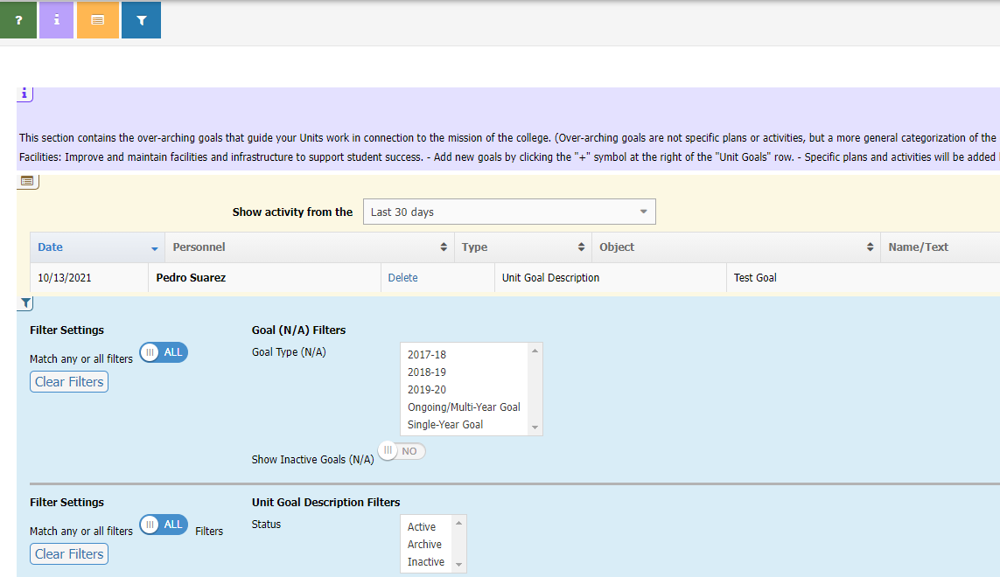 ?
i
i
This section contains the over-arching goals that guide your Units work in connection to the mission of the college. (Over-arching goals are not specific plans or activities, but a more general categorization of the
Facilities: Improve and maintain facilities and infrastructure to support student success. - Add new goals by clicking the "+" symbol at the right of the "Unit Goals" row. - Specific plans and activities will be added
Show activity from the Last 30 days
Date Personnel Type Object Name/Text
10/13/2021 Pedro Suarez Delete Unit Goal Description Test Goal
Filter Settings Goal (N/A) Filters
Match any or all filters ALL Goal Type (N/A)
Clear Filters
2017-18
2018-19
2019-20
Ongoing/Multi-Year Goal
Single-Year Goal
Show Inactive Goals (N/A) NO
Filter Settings Unit Goal Description Filters
Match any or all filters ALL Filters Status
Clear Filters
Active
Archive
Inactive